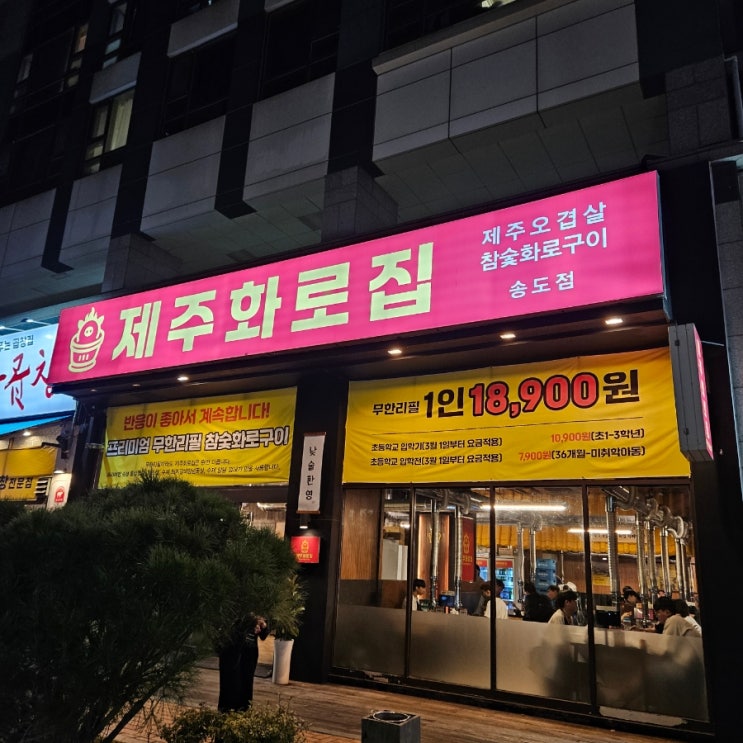 제주화로집
제주오겹살
참숯화로구이
송도점
반응이 좋아서 계속합니다!
프리미엄 무한리필 참숯화로구이
무한리필 1인 18,900원
초등학교 입학기(3월 1일부터 요금적용) 10,900원(초1-3학년)
초등학교 입학전(3월 1일부터 요금적용) 7,900원(36개월-미취학아동)
낮술환영
전문점